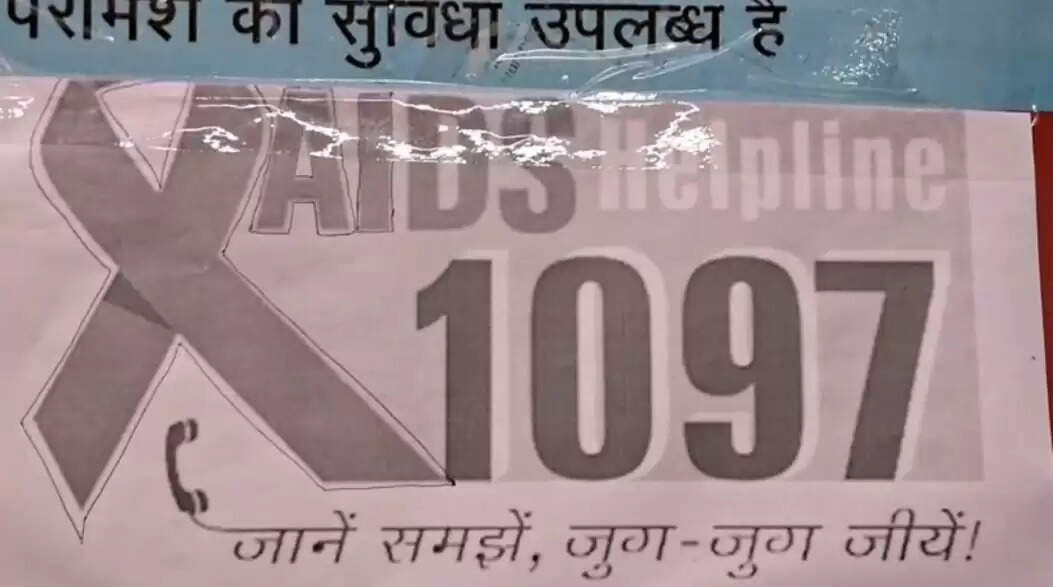 परामर्श की सुविधा उपलब्ध है
AIDS Helpline
1097
जानें समझें, जुग-जुग जीयें!